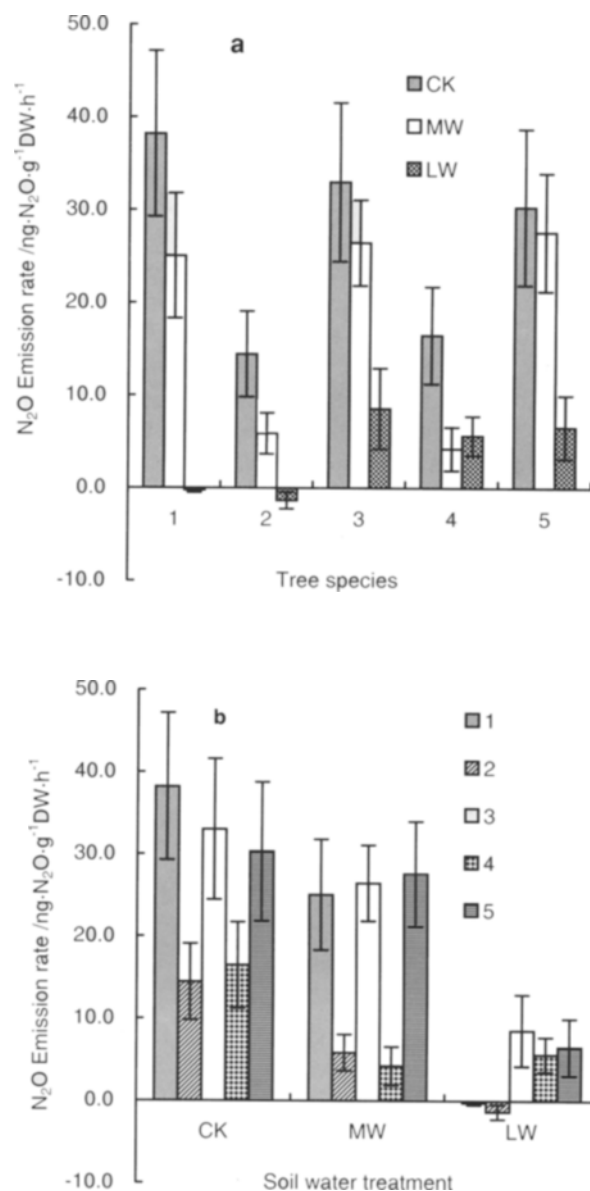 a
50.0
40.0
30.0
20.0
10.0
0.0
-10.0
N₂O Emission rate /ng·N₂O·g⁻¹DW·h⁻¹
CK
MW
LW
1 2 3 4 5
Tree species
b
50.0
40.0
30.0
20.0
10.0
0.0
-10.0
N₂O Emission rate /ng·N₂O·g⁻¹DW·h⁻¹
1
2
3
4
5
CK MW LW
Soil water treatment